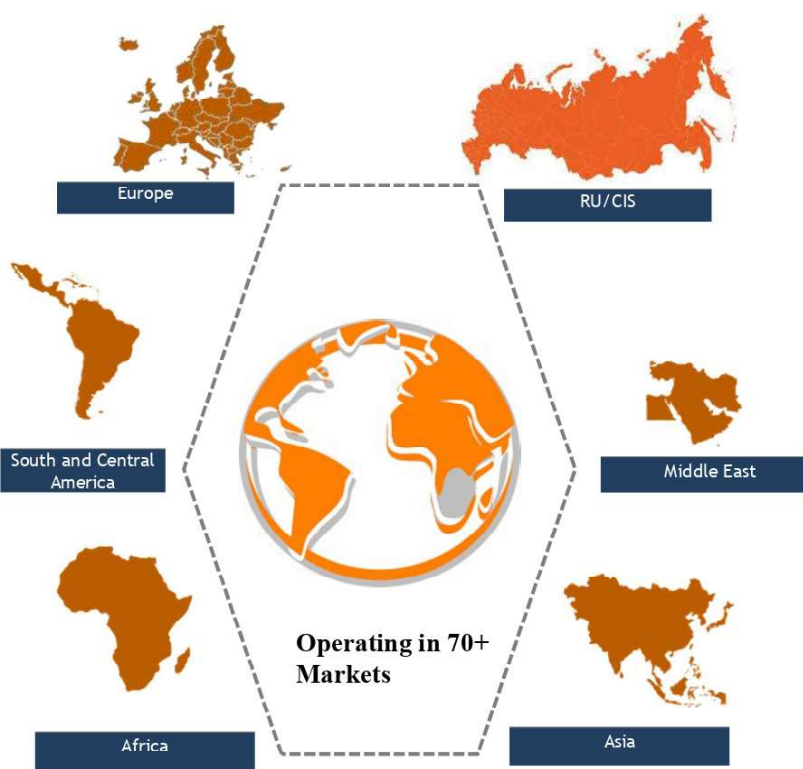 Europe
RU/CIS
South and Central
America
Middle East
Operating in 70+
Markets
Africa
Asia